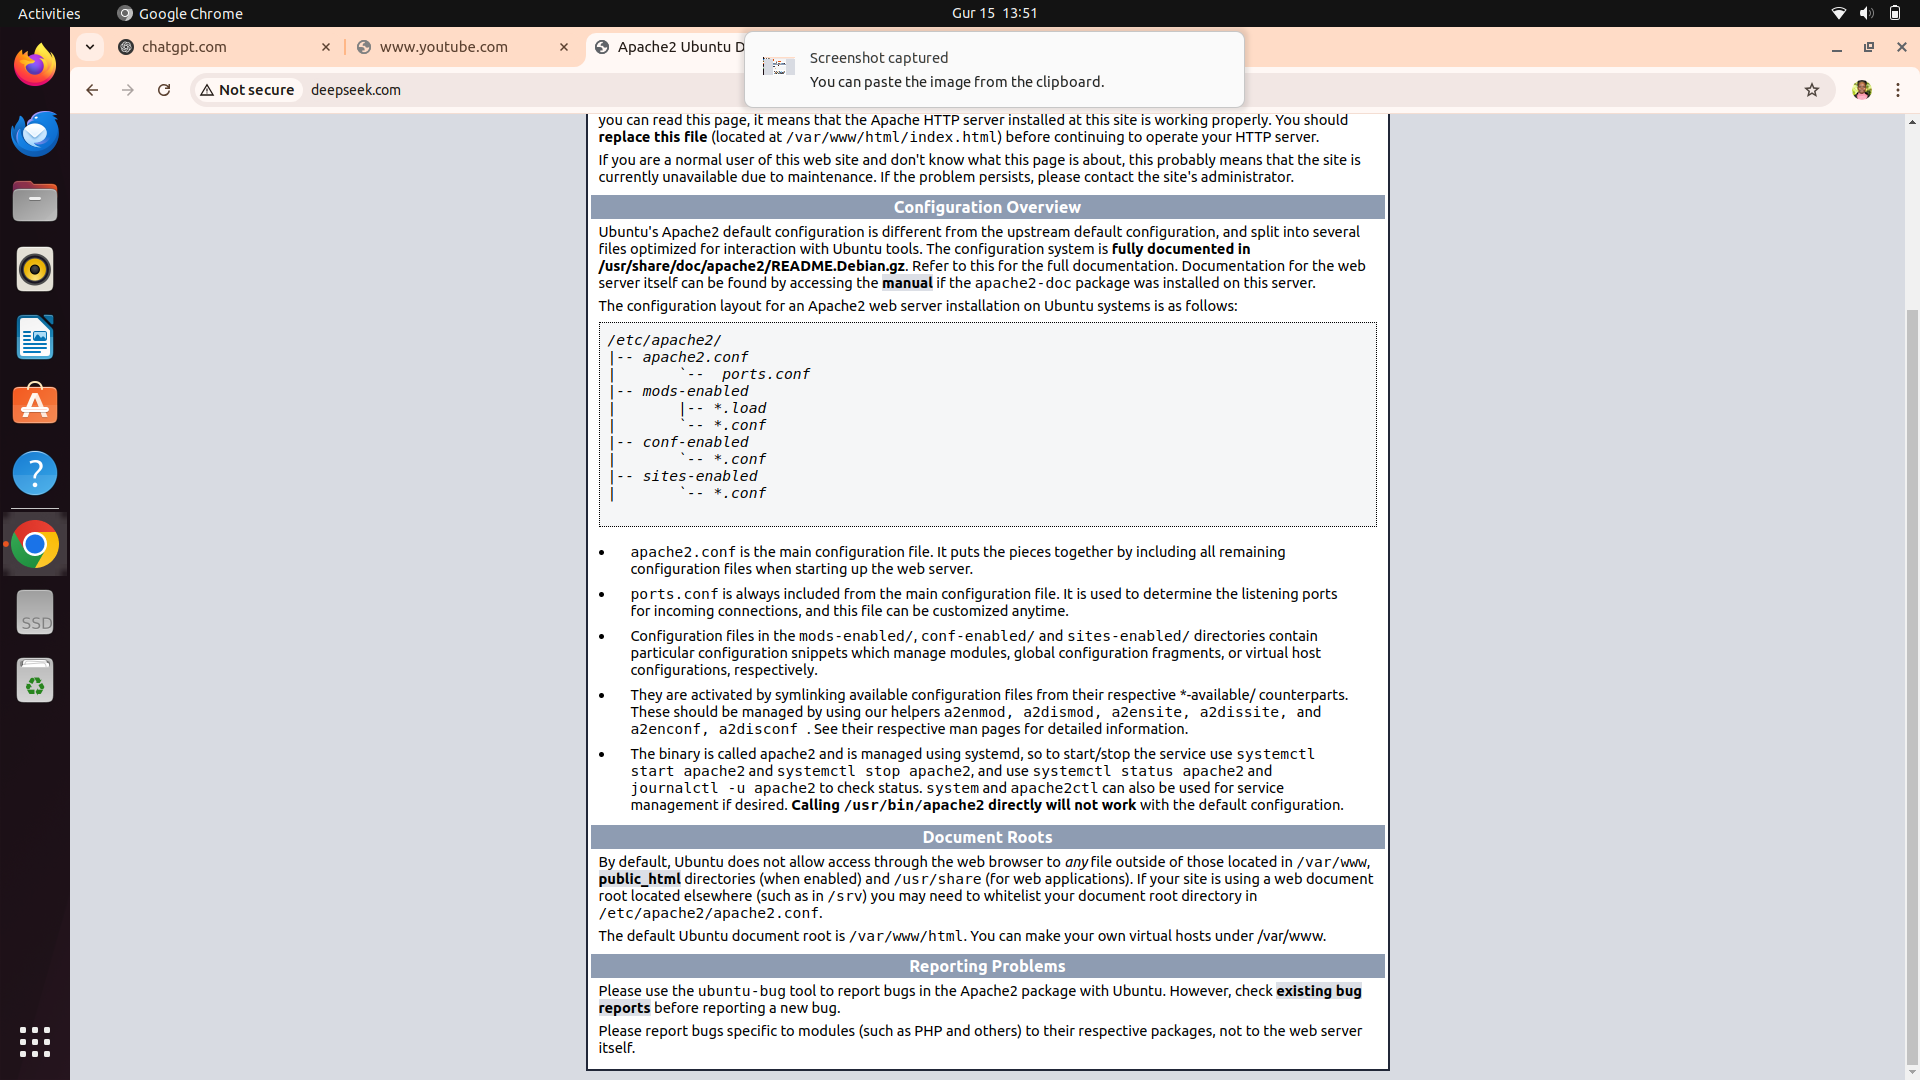 Activities
Google Chrome
Gur 15 13:51
chatgpt.com
www.youtube.com
Apache2 Ubuntu D
Screenshot captured
You can paste the image from the clipboard.
Not secure
deepseek.com
you can read this page, it means that the Apache HTTP server installed at this site is working properly. You should
replace this file (located at /var/www/html/index.html) before continuing to operate your HTTP server.
If you are a normal user of this web site and don't know what this page is about, this probably means that the site is
currently unavailable due to maintenance. If the problem persists, please contact the site's administrator.
Configuration Overview
Ubuntu's Apache2 default configuration is different from the upstream default configuration, and split into several
files optimized for interaction with Ubuntu tools. The configuration system is fully documented in
/usr/share/doc/apache2/README.Debian.gz. Refer to this for the full documentation. Documentation for the web
server itself can be found by accessing the manual if the apache2-doc package was installed on this server.
The configuration layout for an Apache2 web server installation on Ubuntu systems is as follows:
/etc/apache2/
|-- apache2.conf
|       `--  ports.conf
|-- mods-enabled
|       |-- *.load
|       `-- *.conf
|-- conf-enabled
|       `-- *.conf
|-- sites-enabled
|       `-- *.conf
• apache2.conf is the main configuration file. It puts the pieces together by including all remaining
configuration files when starting up the web server.
• ports.conf is always included from the main configuration file. It is used to determine the listening ports
for incoming connections, and this file can be customized anytime.
• Configuration files in the mods-enabled/, conf-enabled/ and sites-enabled/ directories contain
particular configuration snippets which manage modules, global configuration fragments, or virtual host
configurations, respectively.
• They are activated by symlinking available configuration files from their respective *-available/ counterparts.
These should be managed by using our helpers a2enmod, a2dismod, a2ensite, a2dissite, and
a2enconf, a2disconf . See their respective man pages for detailed information.
• The binary is called apache2 and is managed using systemd, so to start/stop the service use systemctl
start apache2 and systemctl stop apache2, and use systemctl status apache2 and
journalctl -u apache2 to check status. system and apache2ctl can also be used for service
management if desired. Calling /usr/bin/apache2 directly will not work with the default configuration.
Document Roots
By default, Ubuntu does not allow access through the web browser to any file outside of those located in /var/www,
public_html directories (when enabled) and /usr/share (for web applications). If your site is using a web document
root located elsewhere (such as in /srv) you may need to whitelist your document root directory in
/etc/apache2/apache2.conf.
The default Ubuntu document root is /var/www/html. You can make your own virtual hosts under /var/www.
Reporting Problems
Please use the ubuntu-bug tool to report bugs in the Apache2 package with Ubuntu. However, check existing bug
reports before reporting a new bug.
Please report bugs specific to modules (such as PHP and others) to their respective packages, not to the web server
itself.
SSD